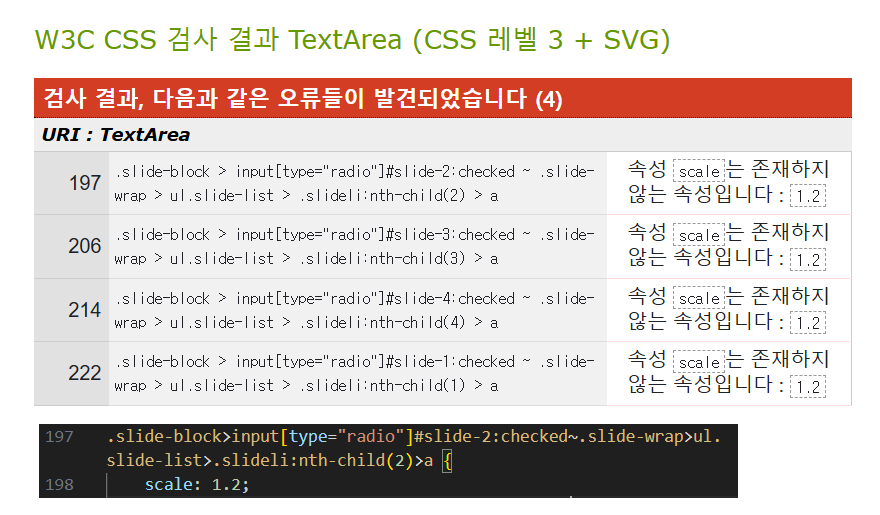 W3C CSS 검사 결과 TextArea (CSS 레벨 3 + SVG)
검사 결과, 다음과 같은 오류들이 발견되었습니다 (4)
URI : TextArea
197 .slide-block > input[type="radio"]#slide-2:checked ~ .slide-
wrap > ul.slide-list > .slideli:nth-child(2) > a
속성 scale는 존재하지
않는 속성입니다 : 1.2
206 .slide-block > input[type="radio"]#slide-3:checked ~ .slide-
wrap > ul.slide-list > .slideli:nth-child(3) > a
속성 scale는 존재하지
않는 속성입니다 : 1.2
214 .slide-block > input[type="radio"]#slide-4:checked ~ .slide-
wrap > ul.slide-list > .slideli:nth-child(4) > a
속성 scale는 존재하지
않는 속성입니다 : 1.2
222 .slide-block > input[type="radio"]#slide-1:checked ~ .slide-
wrap > ul.slide-list > .slideli:nth-child(1) > a
속성 scale는 존재하지
않는 속성입니다 : 1.2
197 .slide-block>input[type="radio"]#slide-2:checked~.slide-wrap>ul.
slide-list>.slideli:nth-child(2)>a {
198 scale: 1.2;